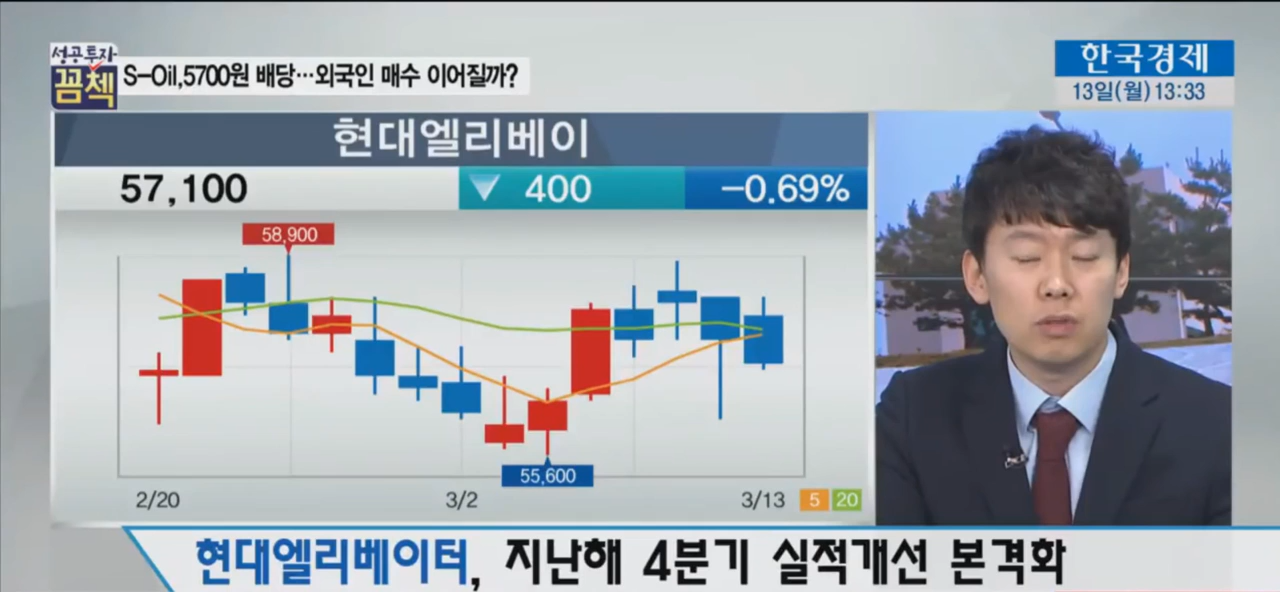 성공투자
꼼첵
S-Oil,5700원 배당…외국인 매수 이어질까?
한국경제
13일(월) 13:33
현대엘리베이
57,100 ▼ 400 -0.69%
58,900
55,600
2/20 3/2 3/13 5 20
현대엘리베이터, 지난해 4분기 실적개선 본격화